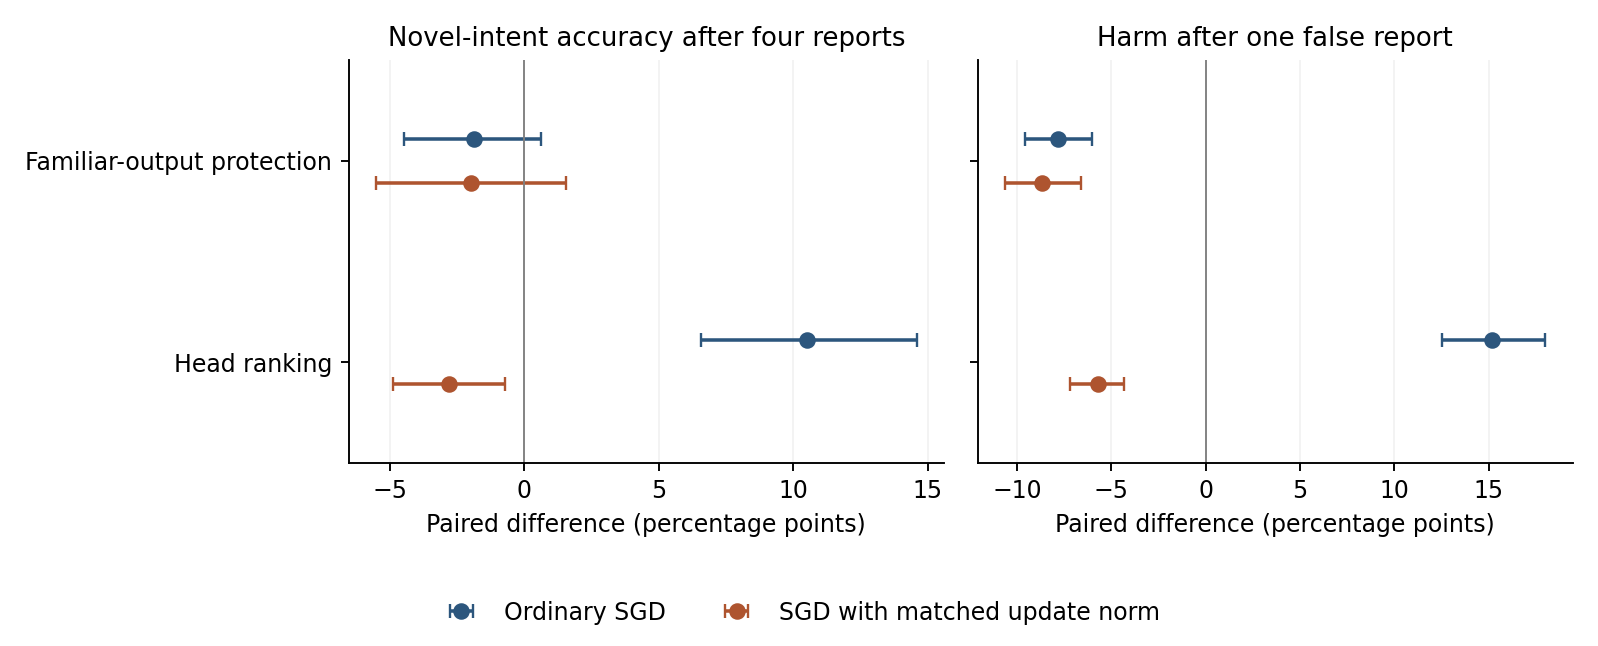 Novel-intent accuracy after four reports
Harm after one false report
Familiar-output protection
Head ranking
−5 0 5 10 15
−10 −5 0 5 10 15
Paired difference (percentage points)
Paired difference (percentage points)
Ordinary SGD
SGD with matched update norm